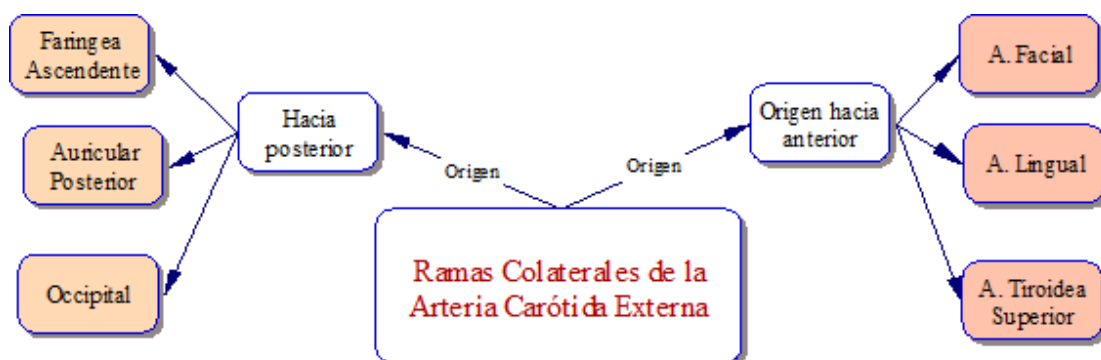 Faringea
Ascendente
Auricular
Posterior
Occipital
Hacia
posterior
Origen
Origen
Origen hacia
anterior
A. Facial
A. Lingual
A. Tiroidea
Superior
Ramas Colaterales de la
Arteria Carótida Externa